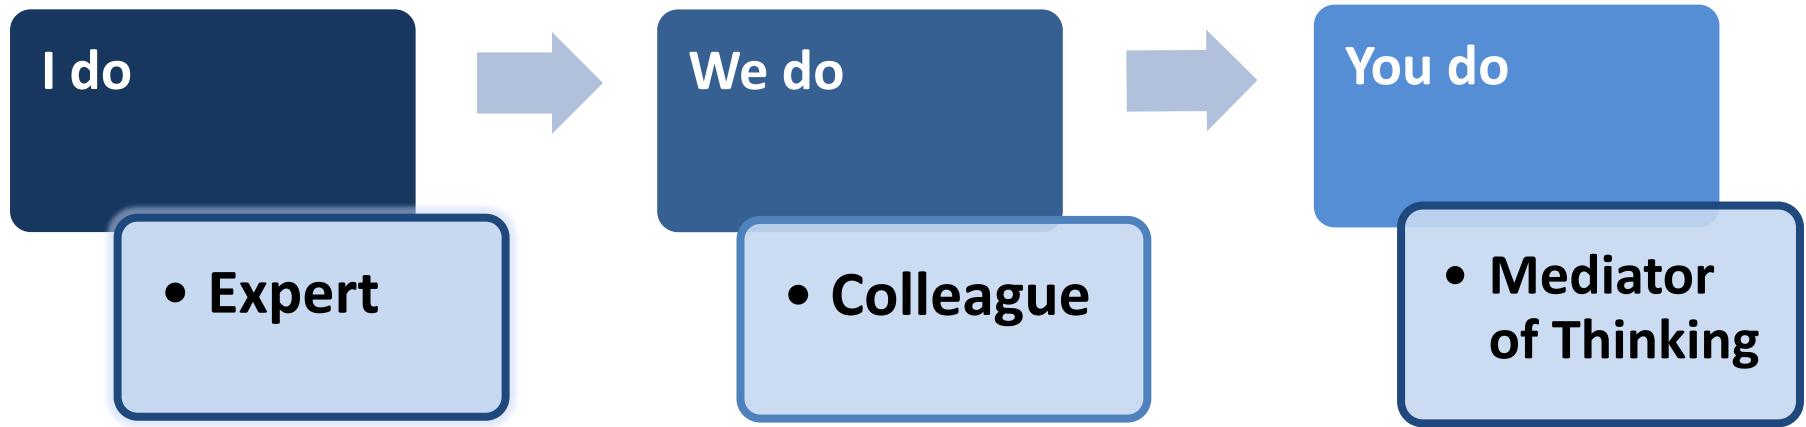 I do
• Expert
We do
• Colleague
You do
• Mediator
of Thinking